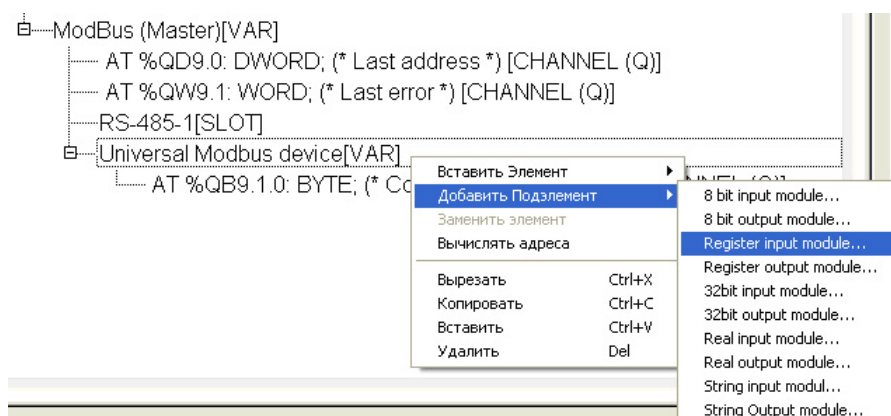 ModBus (Master)[VAR]
AT %QD9.0: DWORD; (* Last address *) [CHANNEL (Q)]
AT %QW9.1: WORD; (* Last error *) [CHANNEL (Q)]
RS-485-1[SLOT]
Universal Modbus device[VAR]
AT %QB9.1.0: BYTE; (*
Вставить Элемент
Добавить Подэлемент
Заменить элемент
Вычислять адреса
Вырезать Ctrl+X
Копировать Ctrl+C
Вставить Ctrl+V
Удалить Del
8 bit input module...
8 bit output module...
Register input module...
Register output module...
32bit input module...
32bit output module...
Real input module...
Real output module...
String input modul...
String Output module...